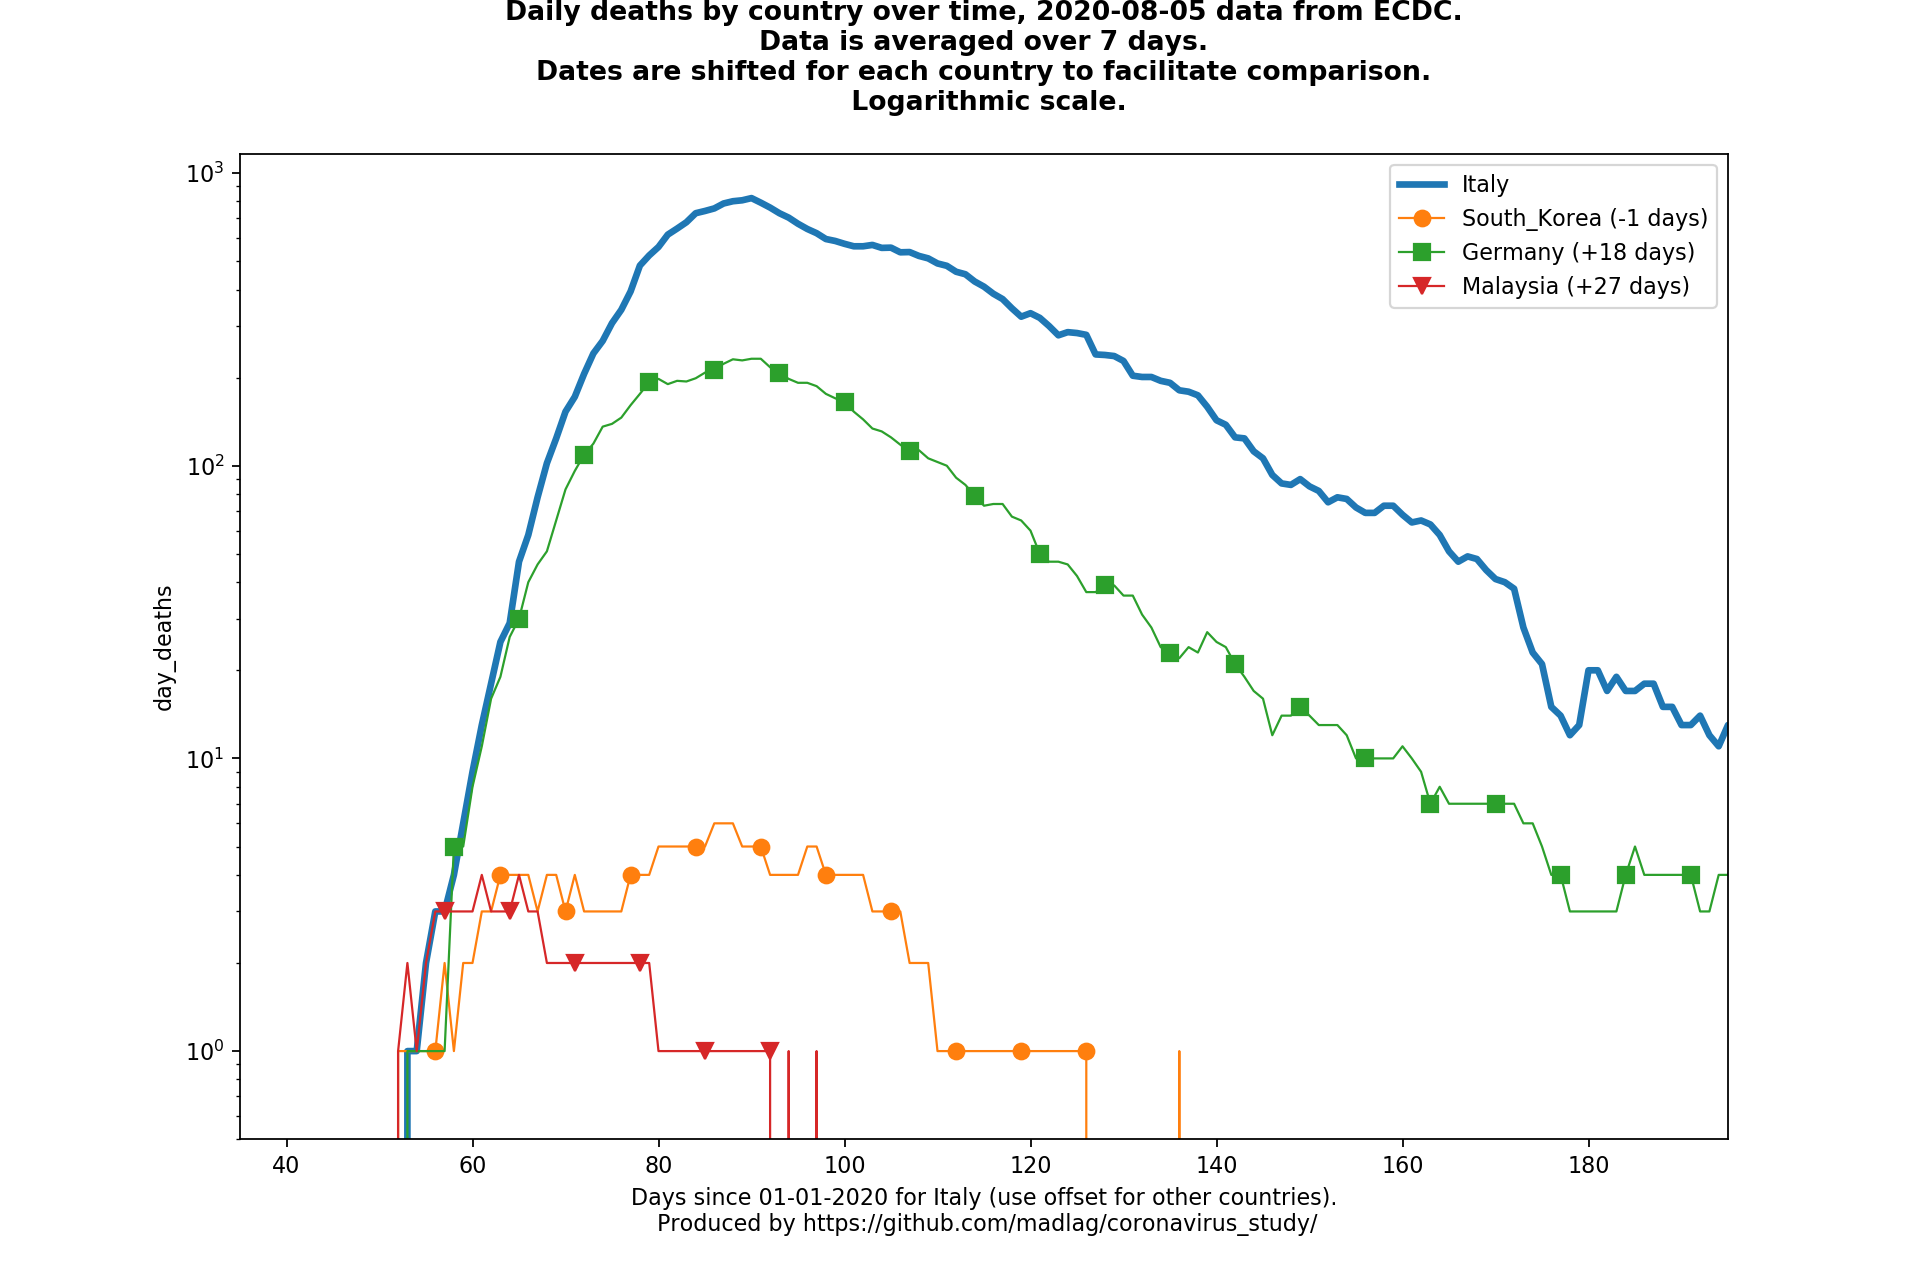 Daily deaths by country over time, 2020-08-05 data from ECDC.
Data is averaged over 7 days.
Dates are shifted for each country to facilitate comparison.
Logarithmic scale.
10³
Italy
South_Korea (-1 days)
Germany (+18 days)
Malaysia (+27 days)
10²
day_deaths
10¹
10⁰
40 60 80 100 120 140 160 180
Days since 01-01-2020 for Italy (use offset for other countries).
Produced by https://github.com/madlag/coronavirus_study/